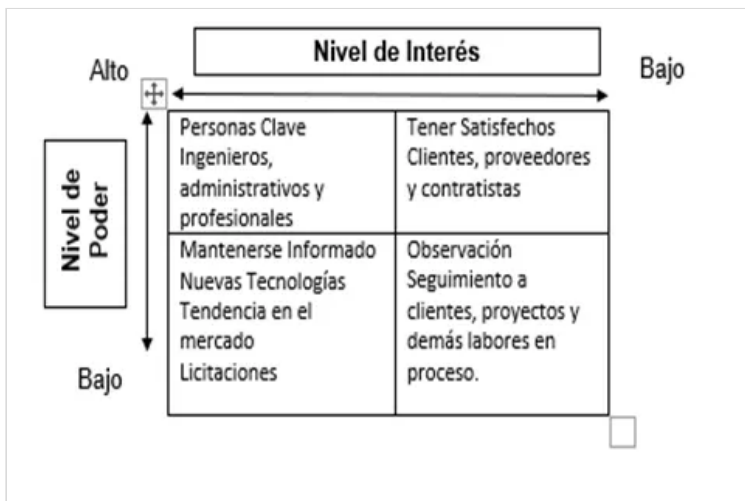 Nivel de Interés
Alto
Bajo
Nivel de
Poder
Personas Clave
Ingenieros,
administrativos y
profesionales
Tener Satisfechos
Clientes, proveedores
y contratistas
Mantenerse Informado
Nuevas Tecnologías
Tendencia en el
mercado
Licitaciones
Observación
Seguimiento a
clientes, proyectos y
demás labores en
proceso.
Bajo